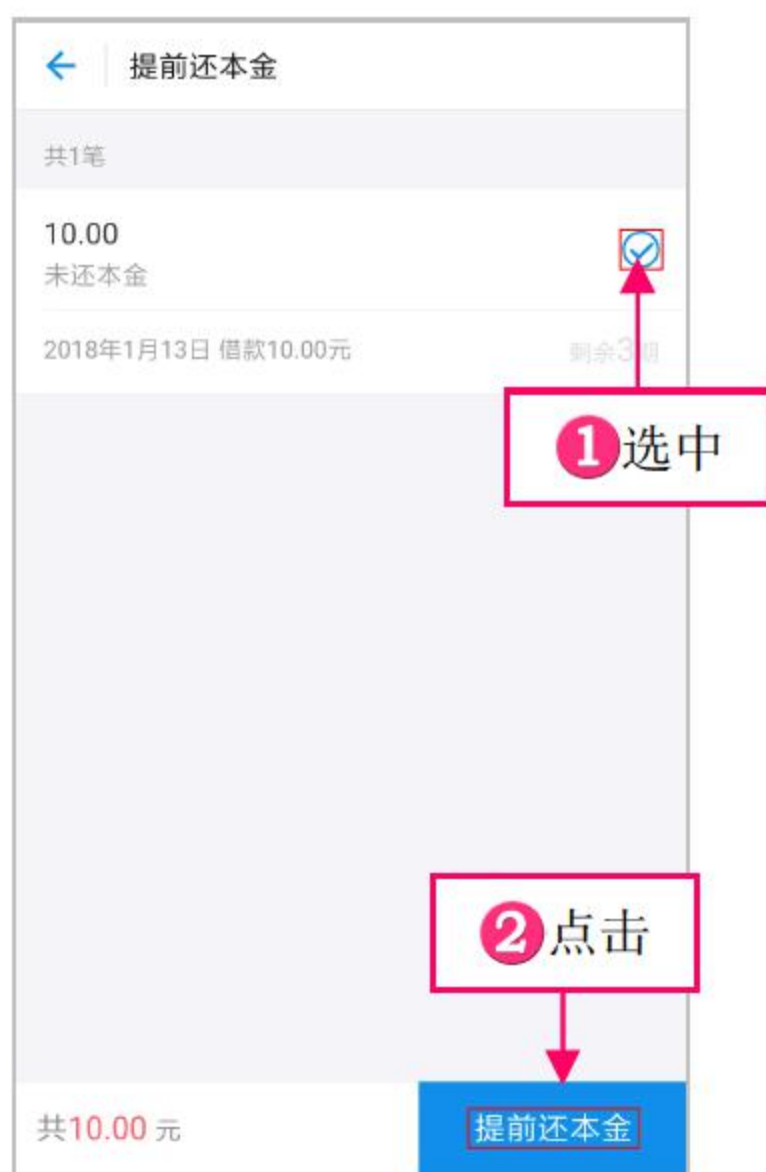 提前还本金
共1笔
10.00
未还本金
2018年1月13日 借款10.00元
剩余3期
1选中
2点击
共10.00 元
提前还本金